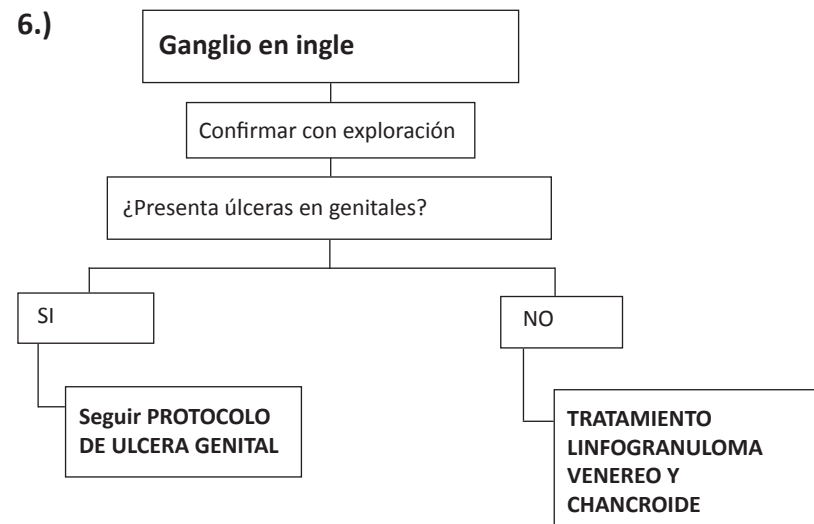 6.)
Ganglio en ingle
Confirmar con exploración
¿Presenta úlceras en genitales?
SI
NO
Seguir PROTOCOLO
DE ULCERA GENITAL
TRATAMIENTO
LINFOGRANULOMA
VENEREO Y
CHANCROIDE